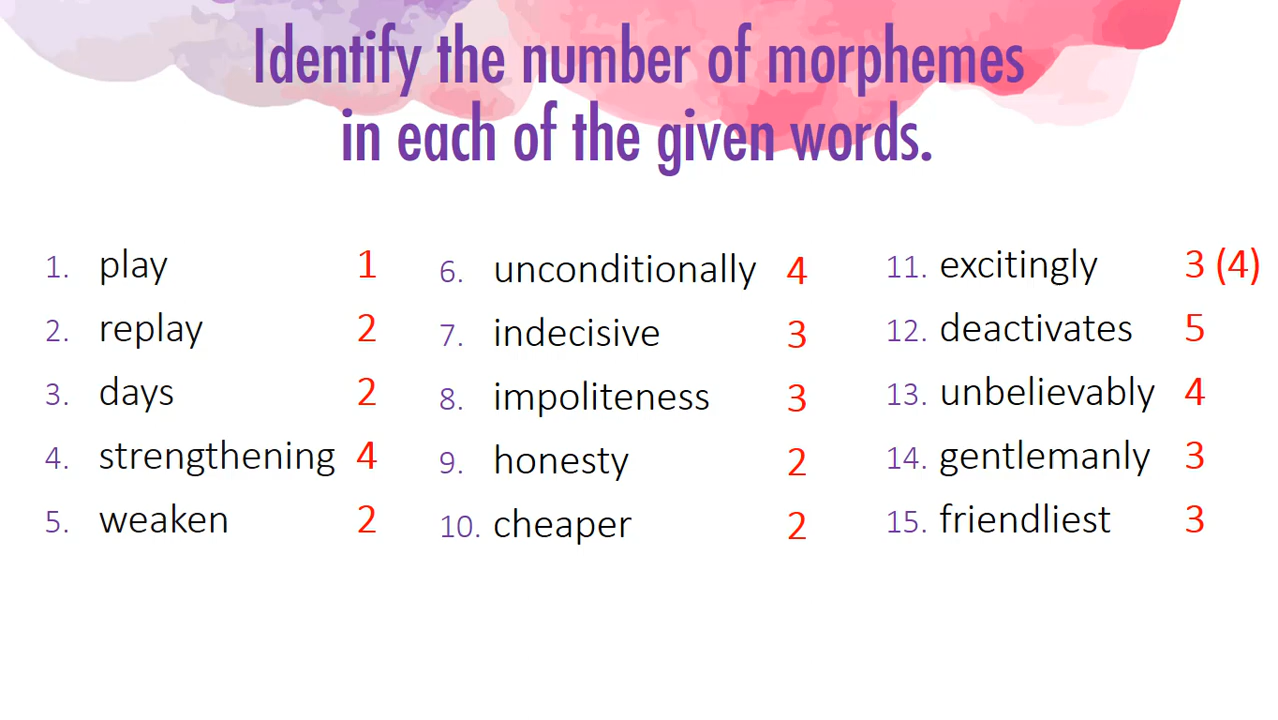 Identify the number of morphemes
in each of the given words.
1. play 1
2. replay 2
3. days 2
4. strengthening 4
5. weaken 2
6. unconditionally 4
7. indecisive 3
8. impoliteness 3
9. honesty 2
10. cheaper 2
11. excitingly 3 (4)
12. deactivates 5
13. unbelievably 4
14. gentlemanly 3
15. friendliest 3